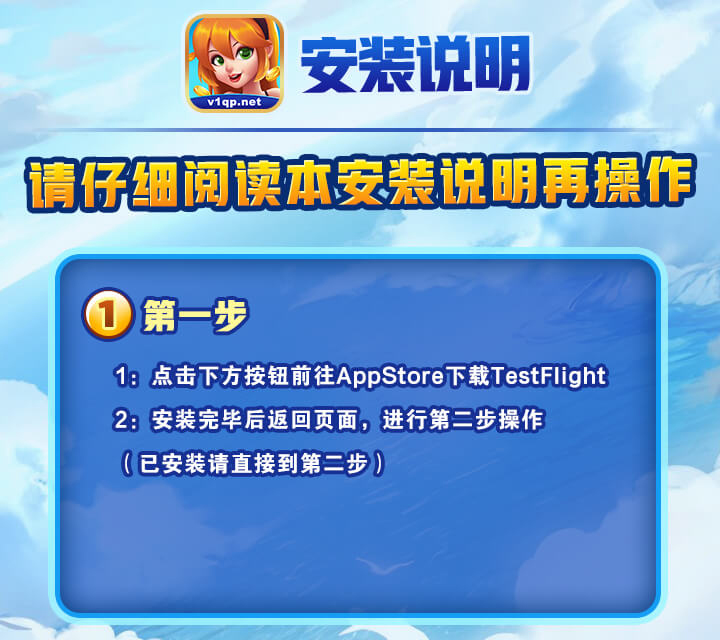 v1qp.net
安装说明
请仔细阅读本安装说明再操作
1 第一步
1：点击下方按钮前往AppStore下载TestFlight
2：安装完毕后返回页面，进行第二步操作
（已安装请直接到第二步）